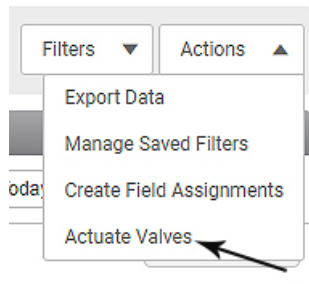 Filters Actions
Export Data
Manage Saved Filters
Create Field Assignments
Actuate Valves